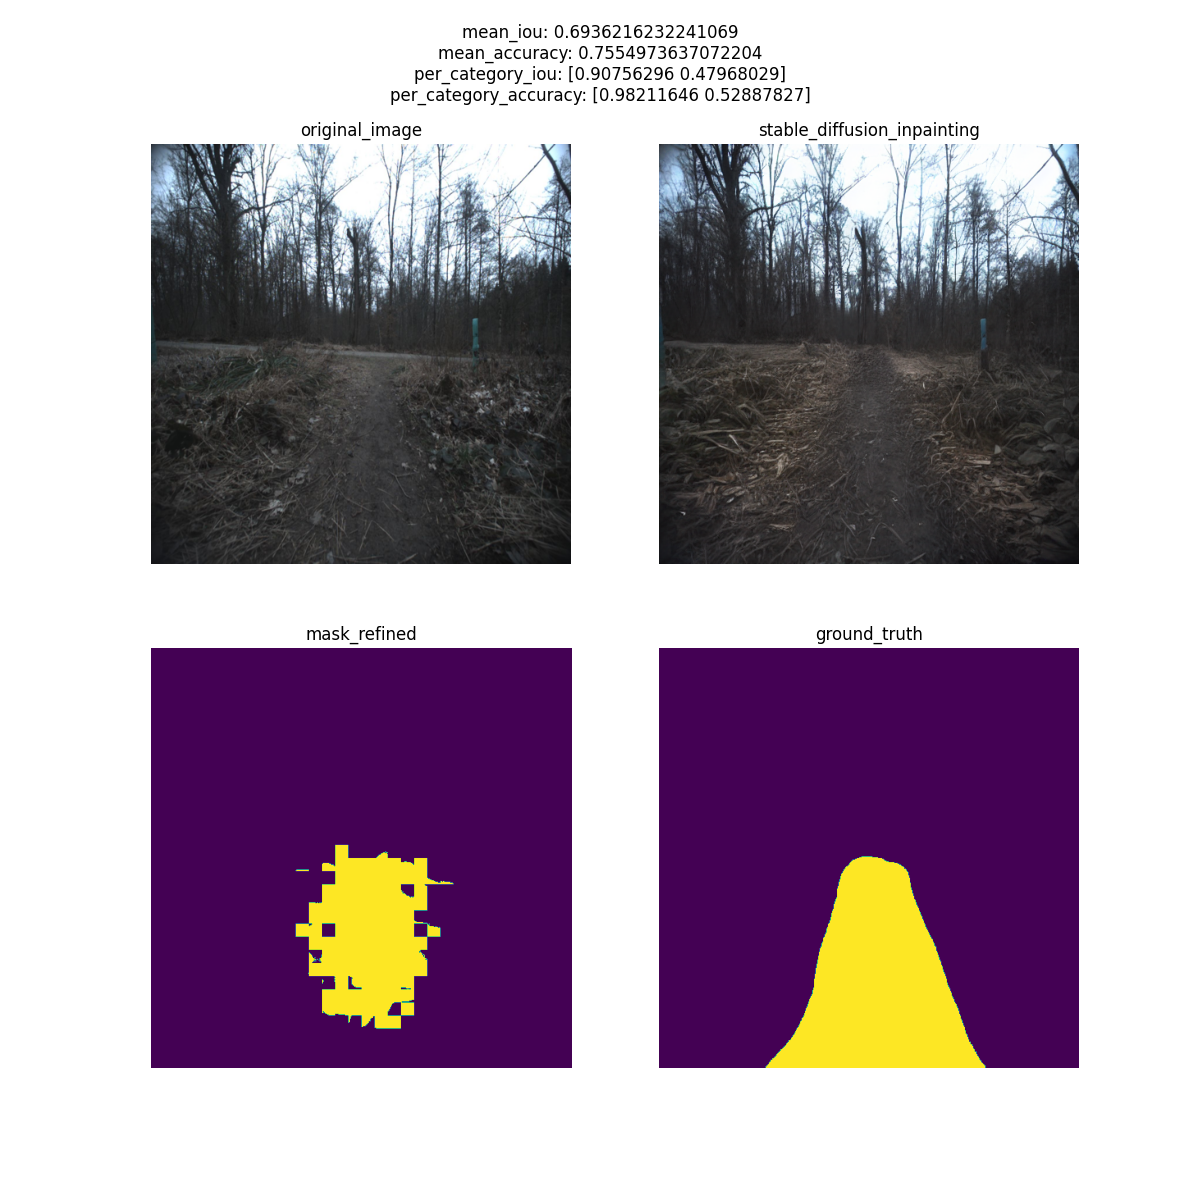 mean_iou: 0.6936216232241069
mean_accuracy: 0.7554973637072204
per_category_iou: [0.90756296 0.47968029]
per_category_accuracy: [0.98211646 0.52887827]
original_image
stable_diffusion_inpainting
mask_refined
ground_truth